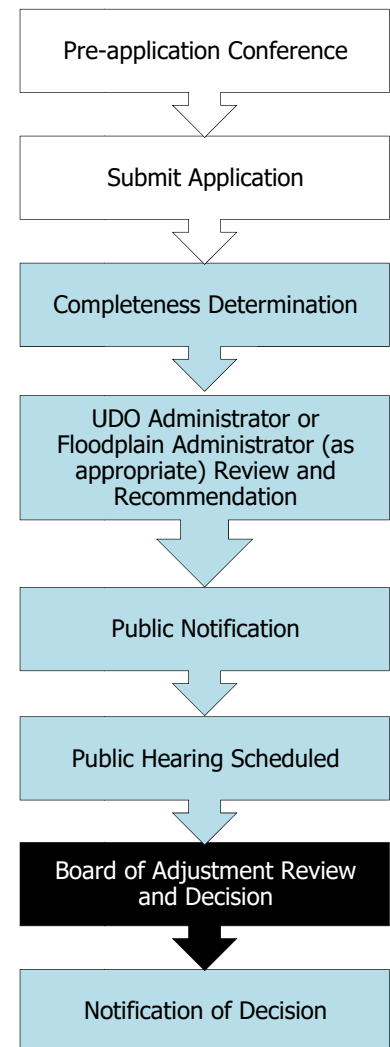 Pre-application Conference
Submit Application
Completeness Determination
UDO Administrator or
Floodplain Administrator (as
appropriate) Review and
Recommendation
Public Notification
Public Hearing Scheduled
Board of Adjustment Review
and Decision
Notification of Decision